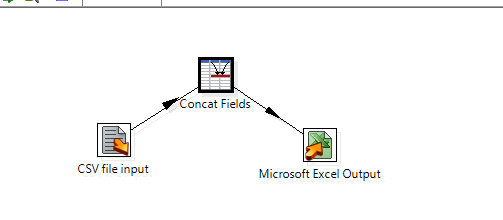 Concat Fields
CSV file input
Microsoft Excel Output